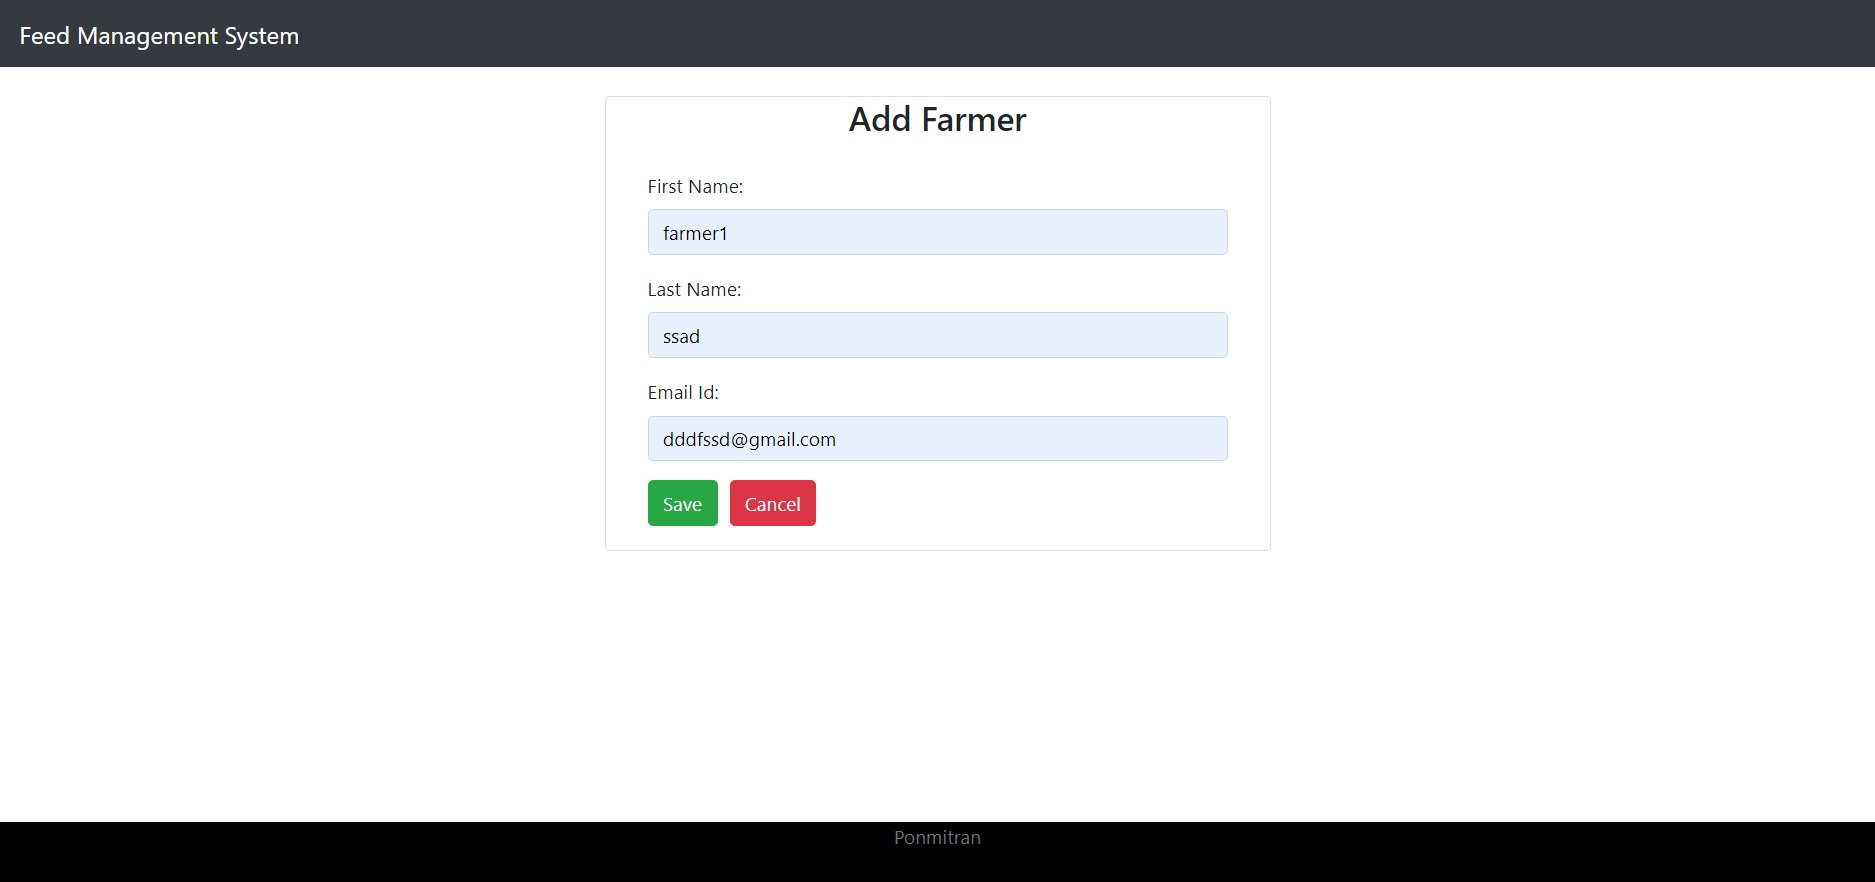 Feed Management System
Add Farmer
First Name:
farmer1
Last Name:
ssad
Email Id:
dddfssd@gmail.com
Save Cancel
Ponmitran